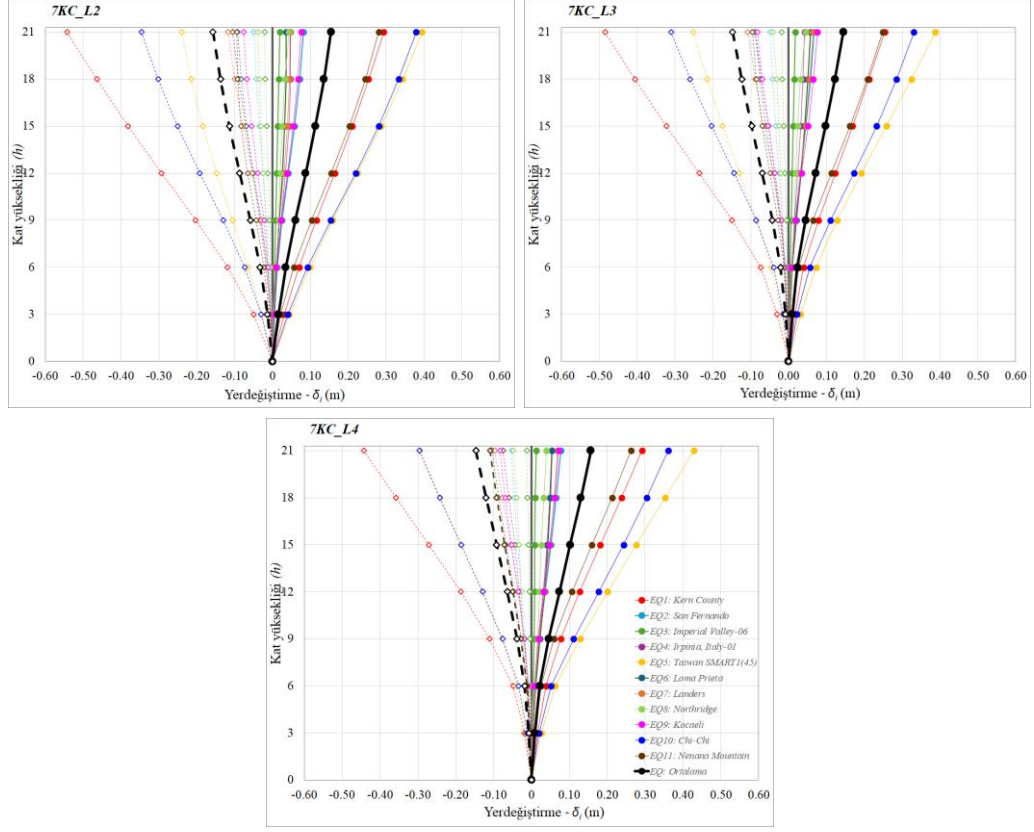 7KC_L2
Kat yüksekliği (h)
21
18
15
12
9
6
3
0
-0.60 -0.50 -0.40 -0.30 -0.20 -0.10 0 0.10 0.20 0.30 0.40 0.50 0.60
Yerdeğiştirme - δi (m)
7KC_L3
Kat yüksekliği (h)
21
18
15
12
9
6
3
0
-0.60 -0.50 -0.40 -0.30 -0.20 -0.10 0.00 0.10 0.20 0.30 0.40 0.50 0.60
Yerdeğiştirme - δi (m)
7KC_L4
Kat yüksekliği (h)
21
18
15
12
9
6
3
0
-0.60 -0.50 -0.40 -0.30 -0.20 -0.10 0.00 0.10 0.20 0.30 0.40 0.50 0.60
Yerdeğiştirme - δi (m)
EQ1: Kern County
EQ2: San Fernando
EQ3: Imperial Valley-06
EQ4: Irpinia, Italy-01
EQ5: Taiwan SMART1(45)
EQ6: Loma Prieta
EQ7: Landers
EQ8: Northridge
EQ9: Kocaeli
EQ10: Chi-Chi
EQ11: Nenana Mountain
EQ: Ortalama